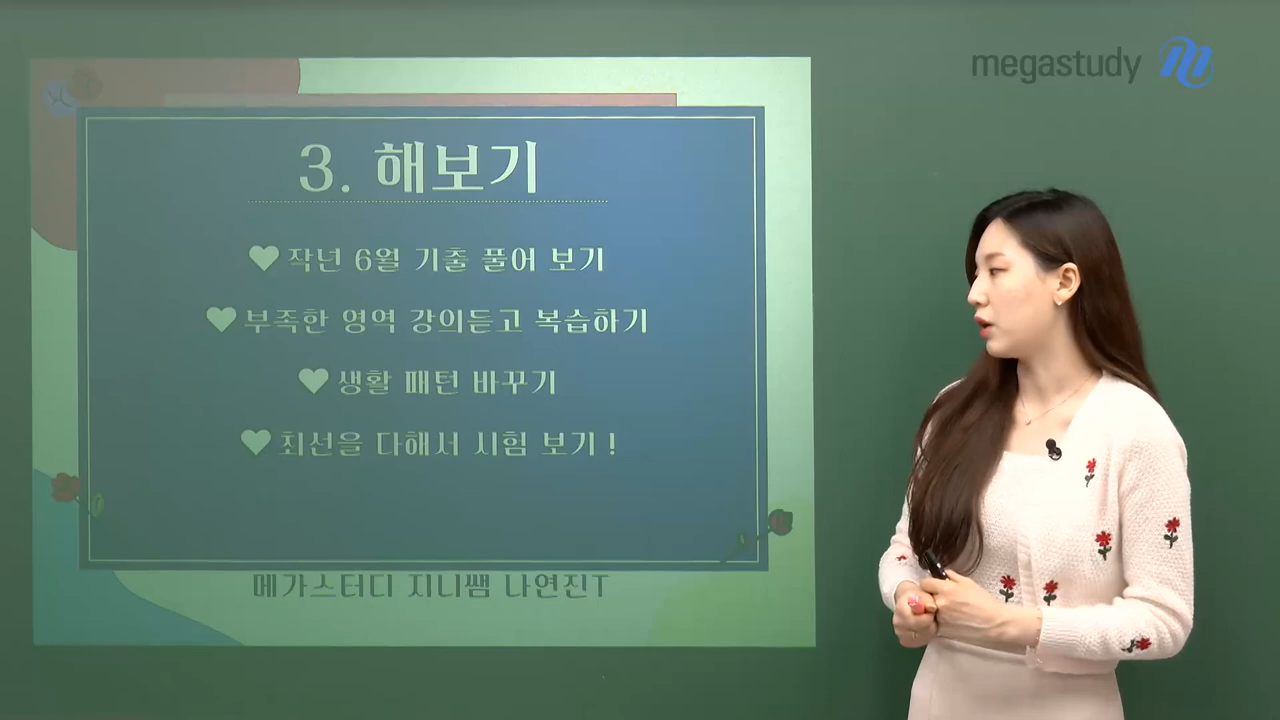 megastudy
3. 해보기
작년 6월 기출 풀어 보기
부족한 영역 강의듣고 복습하기
생활 패턴 바꾸기
최선을 다해서 시험 보기 !
메가스터디 지니쌤 나연진T